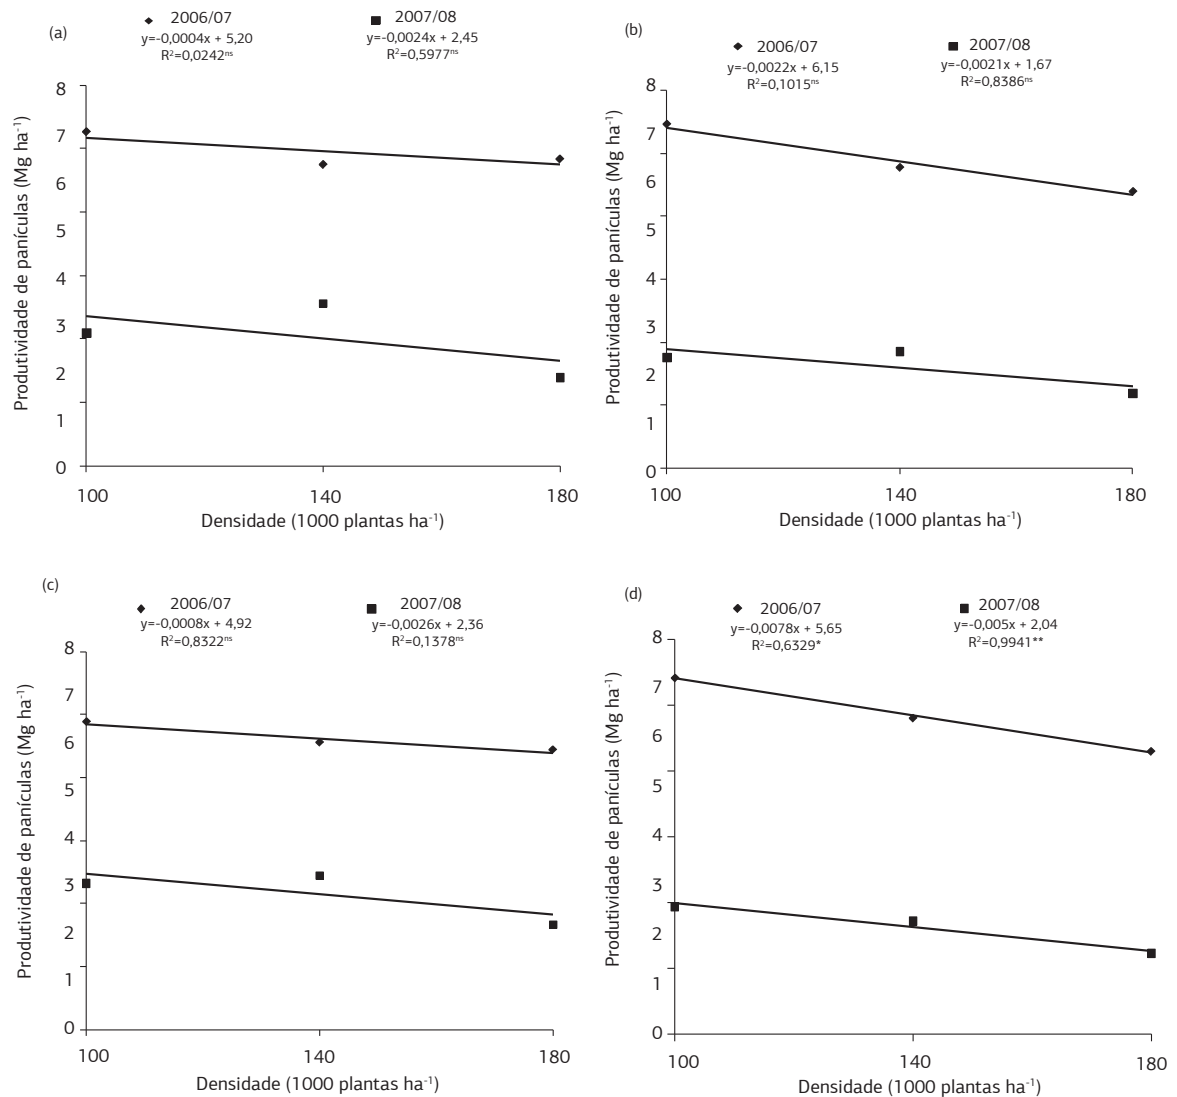 (a)
2006/07
2007/08
y=-0,0004x + 5,20
y=-0,0024x + 2,45
R²=0,0242ⁿˢ
R²=0,5977ⁿˢ
Produtividade de panículas (Mg ha⁻¹)
8
7
6
5
4
3
2
1
0
100
140
180
Densidade (1000 plantas ha⁻¹)
(b)
2006/07
2007/08
y=-0,0022x + 6,15
y=-0,0021x + 1,67
R²=0,1015ⁿˢ
R²=0,8386ⁿˢ
Produtividade de panículas (Mg ha⁻¹)
8
7
6
5
4
3
2
1
0
100
140
180
Densidade (1000 plantas ha⁻¹)
(c)
2006/07
2007/08
y=-0,0008x + 4,92
y=-0,0026x + 2,36
R²=0,8322ⁿˢ
R²=0,1378ⁿˢ
Produtividade de panículas (Mg ha⁻¹)
8
7
6
5
4
3
2
1
0
100
140
180
Densidade (1000 plantas ha⁻¹)
(d)
2006/07
2007/08
y=-0,0078x + 5,65
y=-0,005x + 2,04
R²=0,6329*
R²=0,9941**
Produtividade de panículas (Mg ha⁻¹)
8
7
6
5
4
3
2
1
0
100
140
180
Densidade (1000 plantas ha⁻¹)